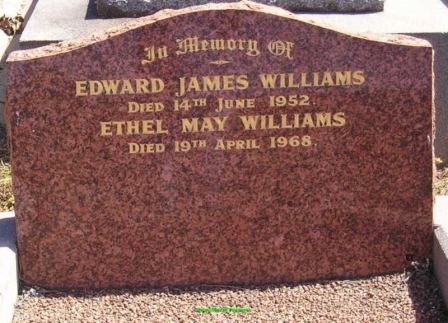 In Memory Of
EDWARD JAMES WILLIAMS
DIED 14TH JUNE 1952
ETHEL MAY WILLIAMS
DIED 19TH APRIL 1968.